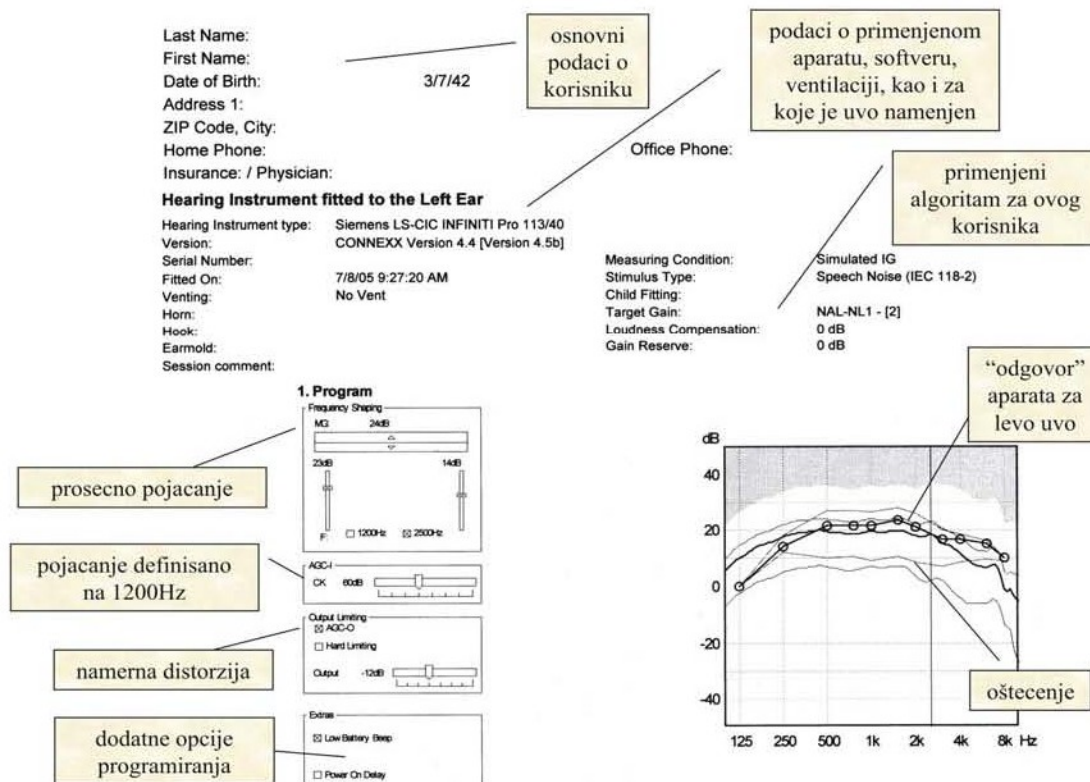 Last Name:
First Name:
Date of Birth: 3/7/42
Address 1:
ZIP Code, City:
Home Phone: Office Phone:
Insurance: / Physician:
osnovni
podaci o
korisniku
podaci o primenjenom
aparatu, softveru,
ventilaciji, kao i za
koje je uvo namenjen
Hearing Instrument fitted to the Left Ear
Hearing Instrument type: Siemens LS-CIC INFINITI Pro 113/40
Version: CONNEXX Version 4.4 [Version 4.5b]
Serial Number:
Fitted On: 7/8/05 9:27:20 AM
Venting: No Vent
Horn:
Hook:
Earmold:
Session comment:
primenjeni
algoritam za ovog
korisnika
Measuring Condition: Simulated IG
Stimulus Type: Speech Noise (IEC 118-2)
Child Fitting:
Target Gain: NAL-NL1 - [2]
Loudness Compensation: 0 dB
Gain Reserve: 0 dB
1. Program
Frequency Shaping
MG: 24dB
23dB 14dB
F: 1200Hz 2500Hz
AGC-I
CK 60dB
Output Limiting
AGC-O
Hard Limiting
Output -12dB
Extras
Low Battery Beep
Power On Delay
prosecno pojacanje
pojacanje definisano
na 1200Hz
namerna distorzija
dodatne opcije
programiranja
“odgovor”
aparata za
levo uvo
dB
40
20
0
-20
-40
125 250 500 1k 2k 4k 8k Hz
oštecenje